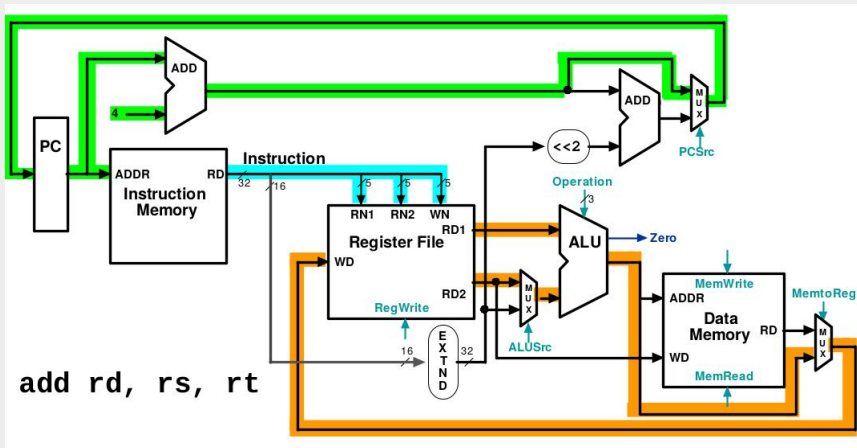 ADD
4
PC
ADDR
RD
Instruction
Memory
Instruction
32
16
5
5
5
RN1
RN2
WN
RD1
Register File
WD
RD2
RegWrite
16
EXTND
32
MUX
ALUSrc
Operation
3
ALU
Zero
<<2
ADD
MUX
PCSrc
MemWrite
ADDR
Data
Memory
RD
WD
MemRead
MemtoReg
MUX
add rd, rs, rt